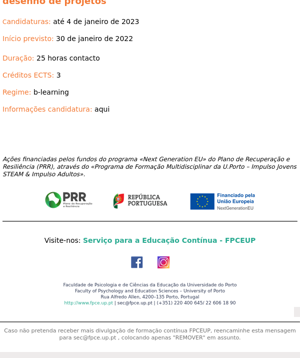 desenho de projetos
Candidaturas: até 4 de janeiro de 2023
Início previsto: 30 de janeiro de 2022
Duração: 25 horas contacto
Créditos ECTS: 3
Regime: b-learning
Informações candidatura: aqui
Ações financiadas pelos fundos do programa «Next Generation EU» do Plano de Recuperação e
Resiliência (PRR), através do «Programa de Formação Multidisciplinar da U.Porto – Impulso Jovens
STEAM & Impulso Adultos».
PRR
Plano de Recuperação
e Resiliência
REPÚBLICA
PORTUGUESA
Financiado pela
União Europeia
NextGenerationEU
Visite-nos: Serviço para a Educação Contínua - FPCEUP
Faculdade de Psicologia e de Ciências da Educação da Universidade do Porto
Faculty of Psychology and Education Sciences – University of Porto
Rua Alfredo Allen, 4200-135 Porto, Portugal
http://www.fpce.up.pt | sec@fpce.up.pt | (+351) 220 400 645/ 22 606 18 90
Caso não pretenda receber mais divulgação de formação contínua FPCEUP, reencaminhe esta mensagem
para sec@fpce.up.pt , colocando apenas "REMOVER" em assunto.